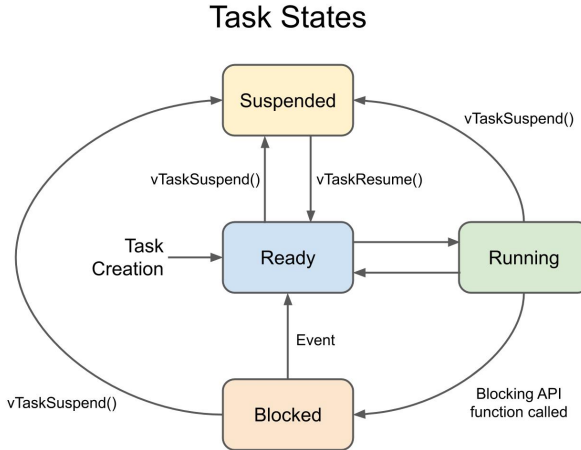 Task States
Suspended
vTaskSuspend()
vTaskSuspend()
vTaskResume()
Task
Creation
Ready
Running
Event
vTaskSuspend()
Blocked
Blocking API
function called